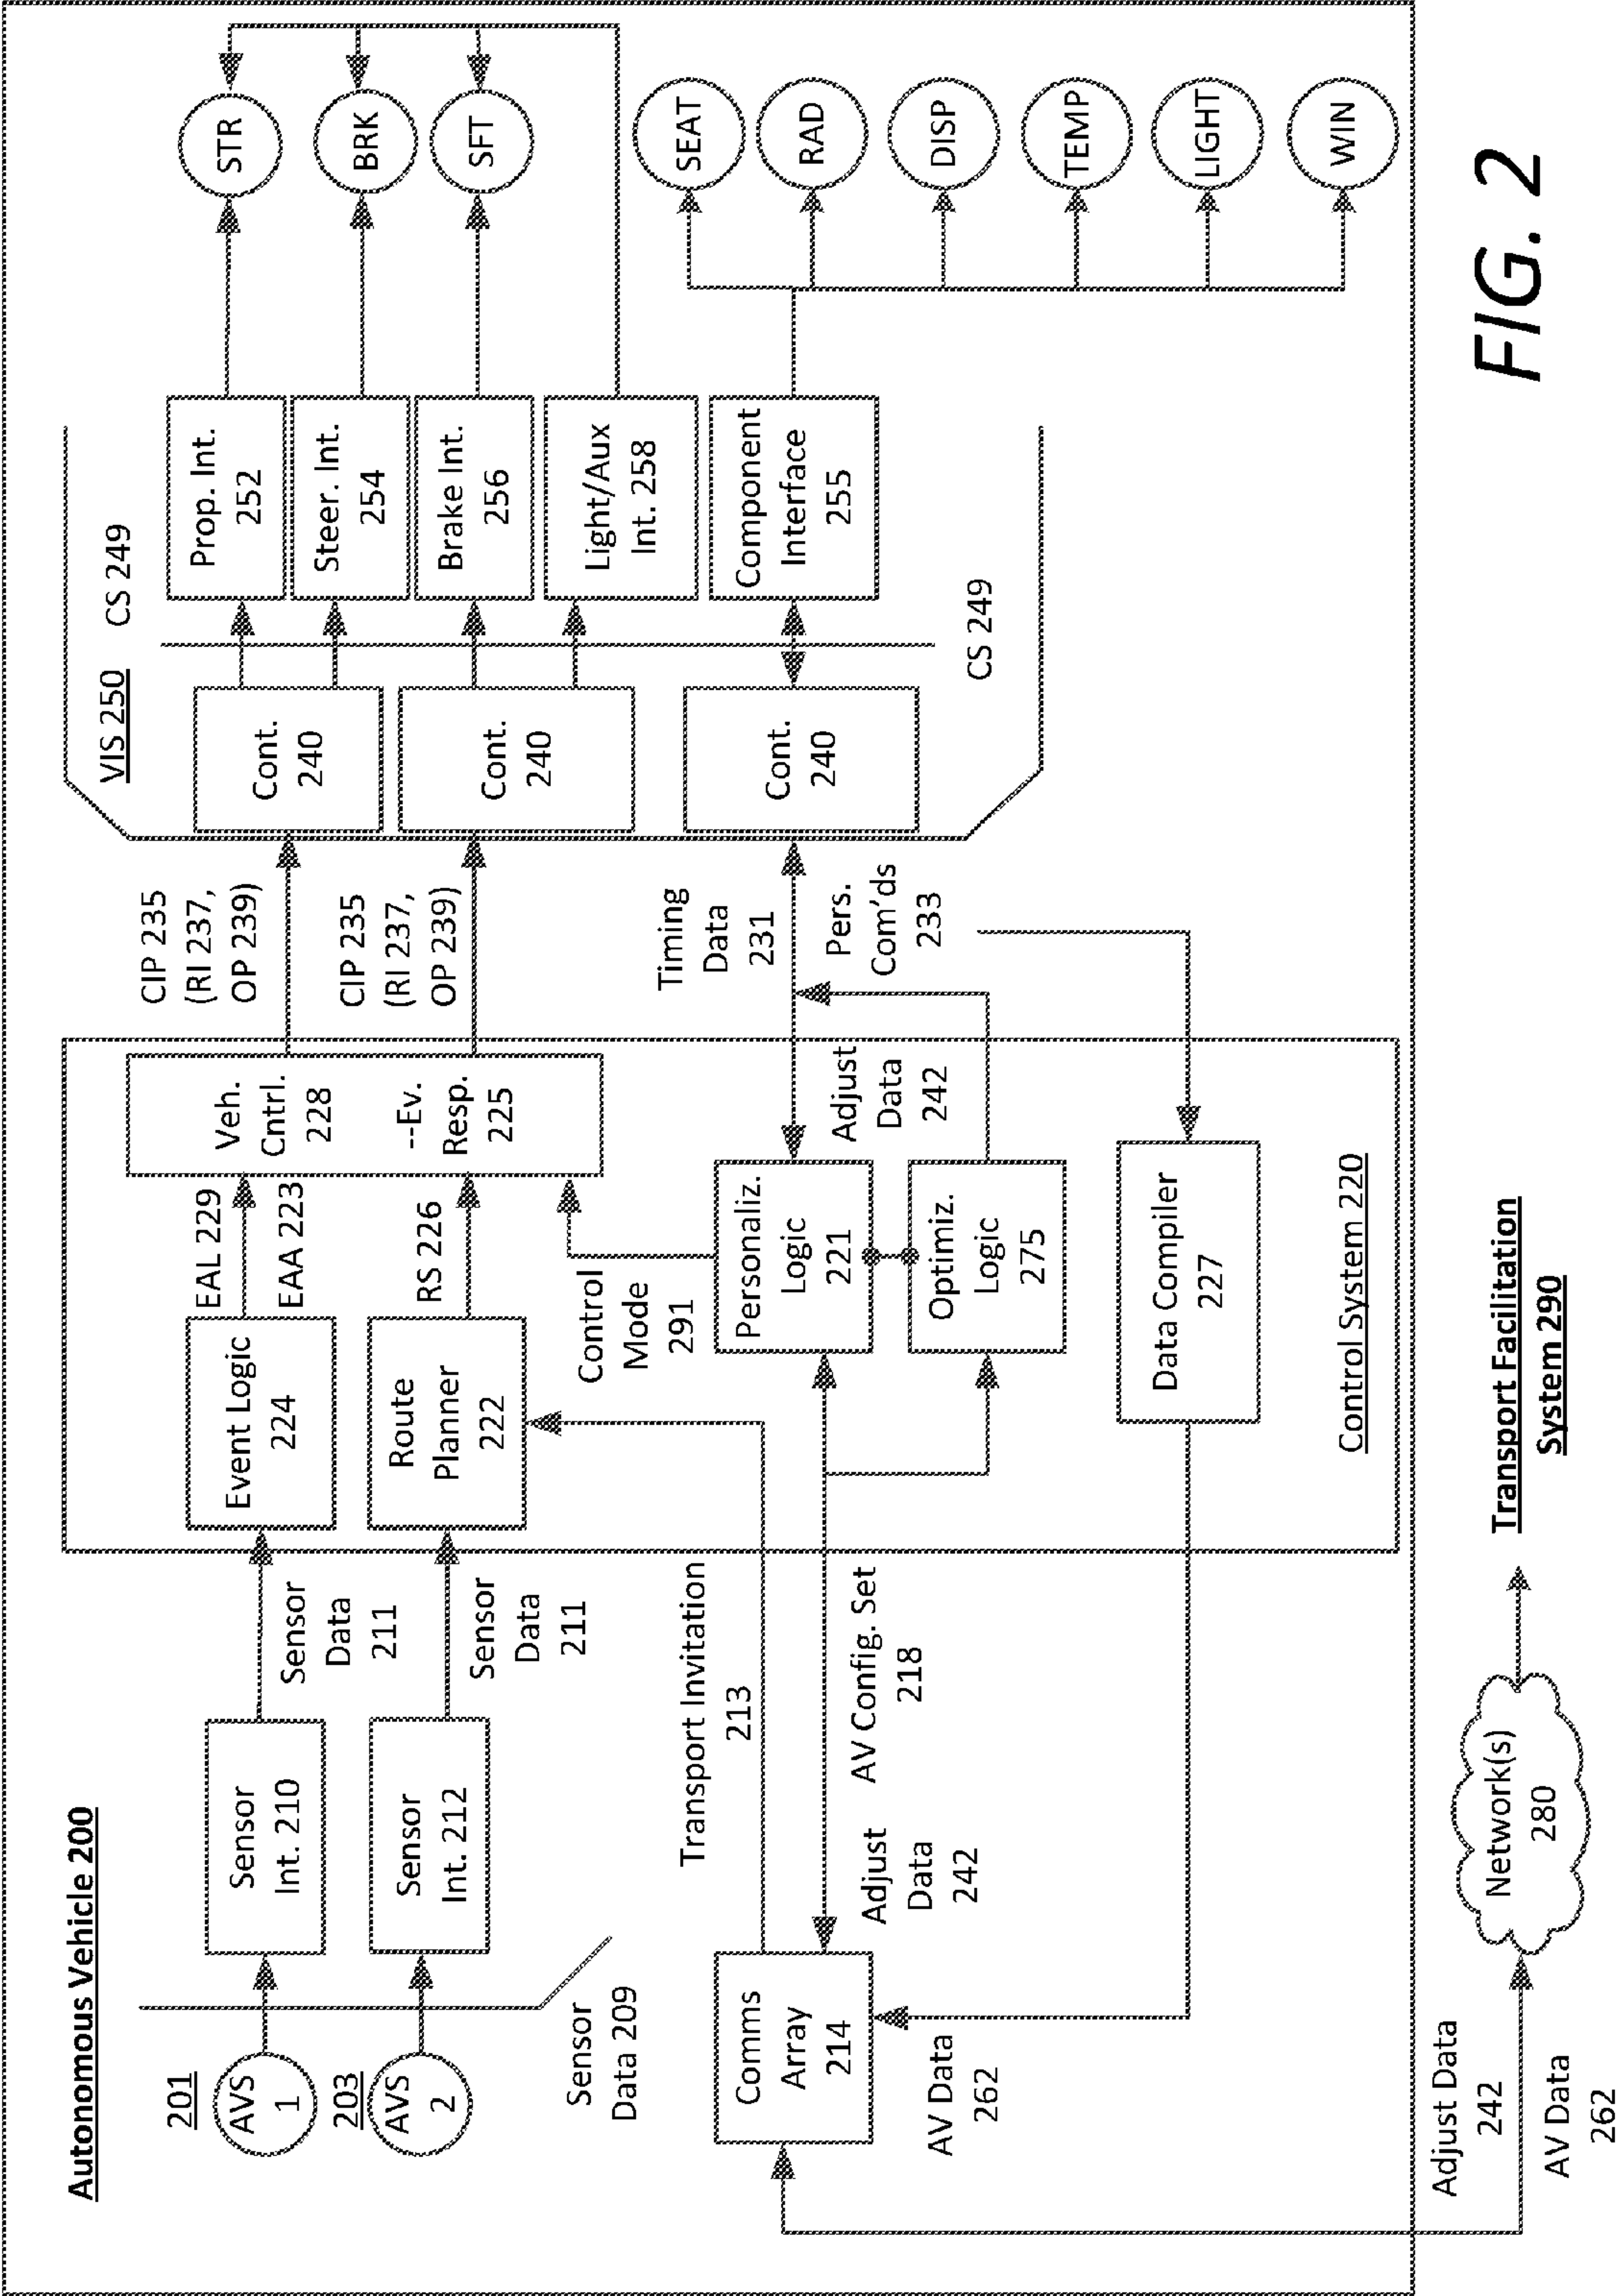 Autonomous Vehicle 200
201
AVS
1
203
AVS
2
Sensor
Data 209
Sensor
Int. 210
Sensor
Int. 212
Sensor
Data
211
Sensor
Data
211
Comms
Array
214
Transport Invitation
213
AV Config. Set
218
Adjust
Data
242
AV Data
262
Event Logic
224
Route
Planner
222
EAL 229
EAA 223
RS 226
Control
Mode
291
Veh.
Cntrl.
228
--Ev.
Resp.
225
Personaliz.
Logic
221
Optimiz.
Logic
275
Adjust
Data
242
Data Compiler
227
Control System 220
CIP 235
(RI 237,
OP 239)
CIP 235
(RI 237,
OP 239)
Timing
Data
231
Pers.
Com'ds
233
VIS 250
CS 249
Cont.
240
Cont.
240
Cont.
240
CS 249
Prop. Int.
252
Steer. Int.
254
Brake Int.
256
Light/Aux
Int. 258
Component
Interface
255
STR
BRK
SFT
SEAT
RAD
DISP
TEMP
LIGHT
WIN
Adjust Data
242
AV Data
262
Network(s)
280
Transport Facilitation
System 290
FIG. 2